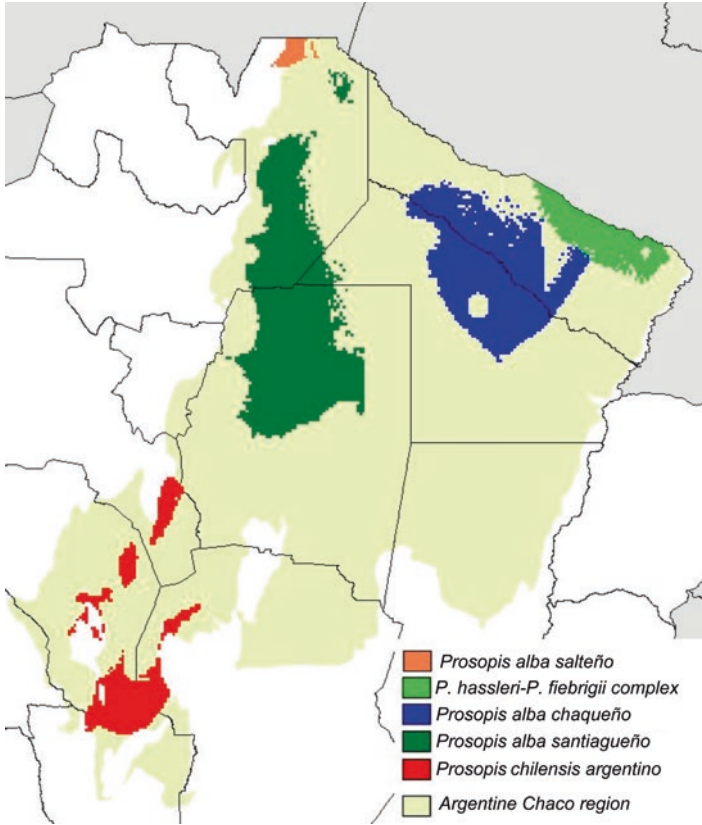 Prosopis alba salteño
P. hassleri-P. fiebrigii complex
Prosopis alba chaqueño
Prosopis alba santiagueño
Prosopis chilensis argentino
Argentine Chaco region